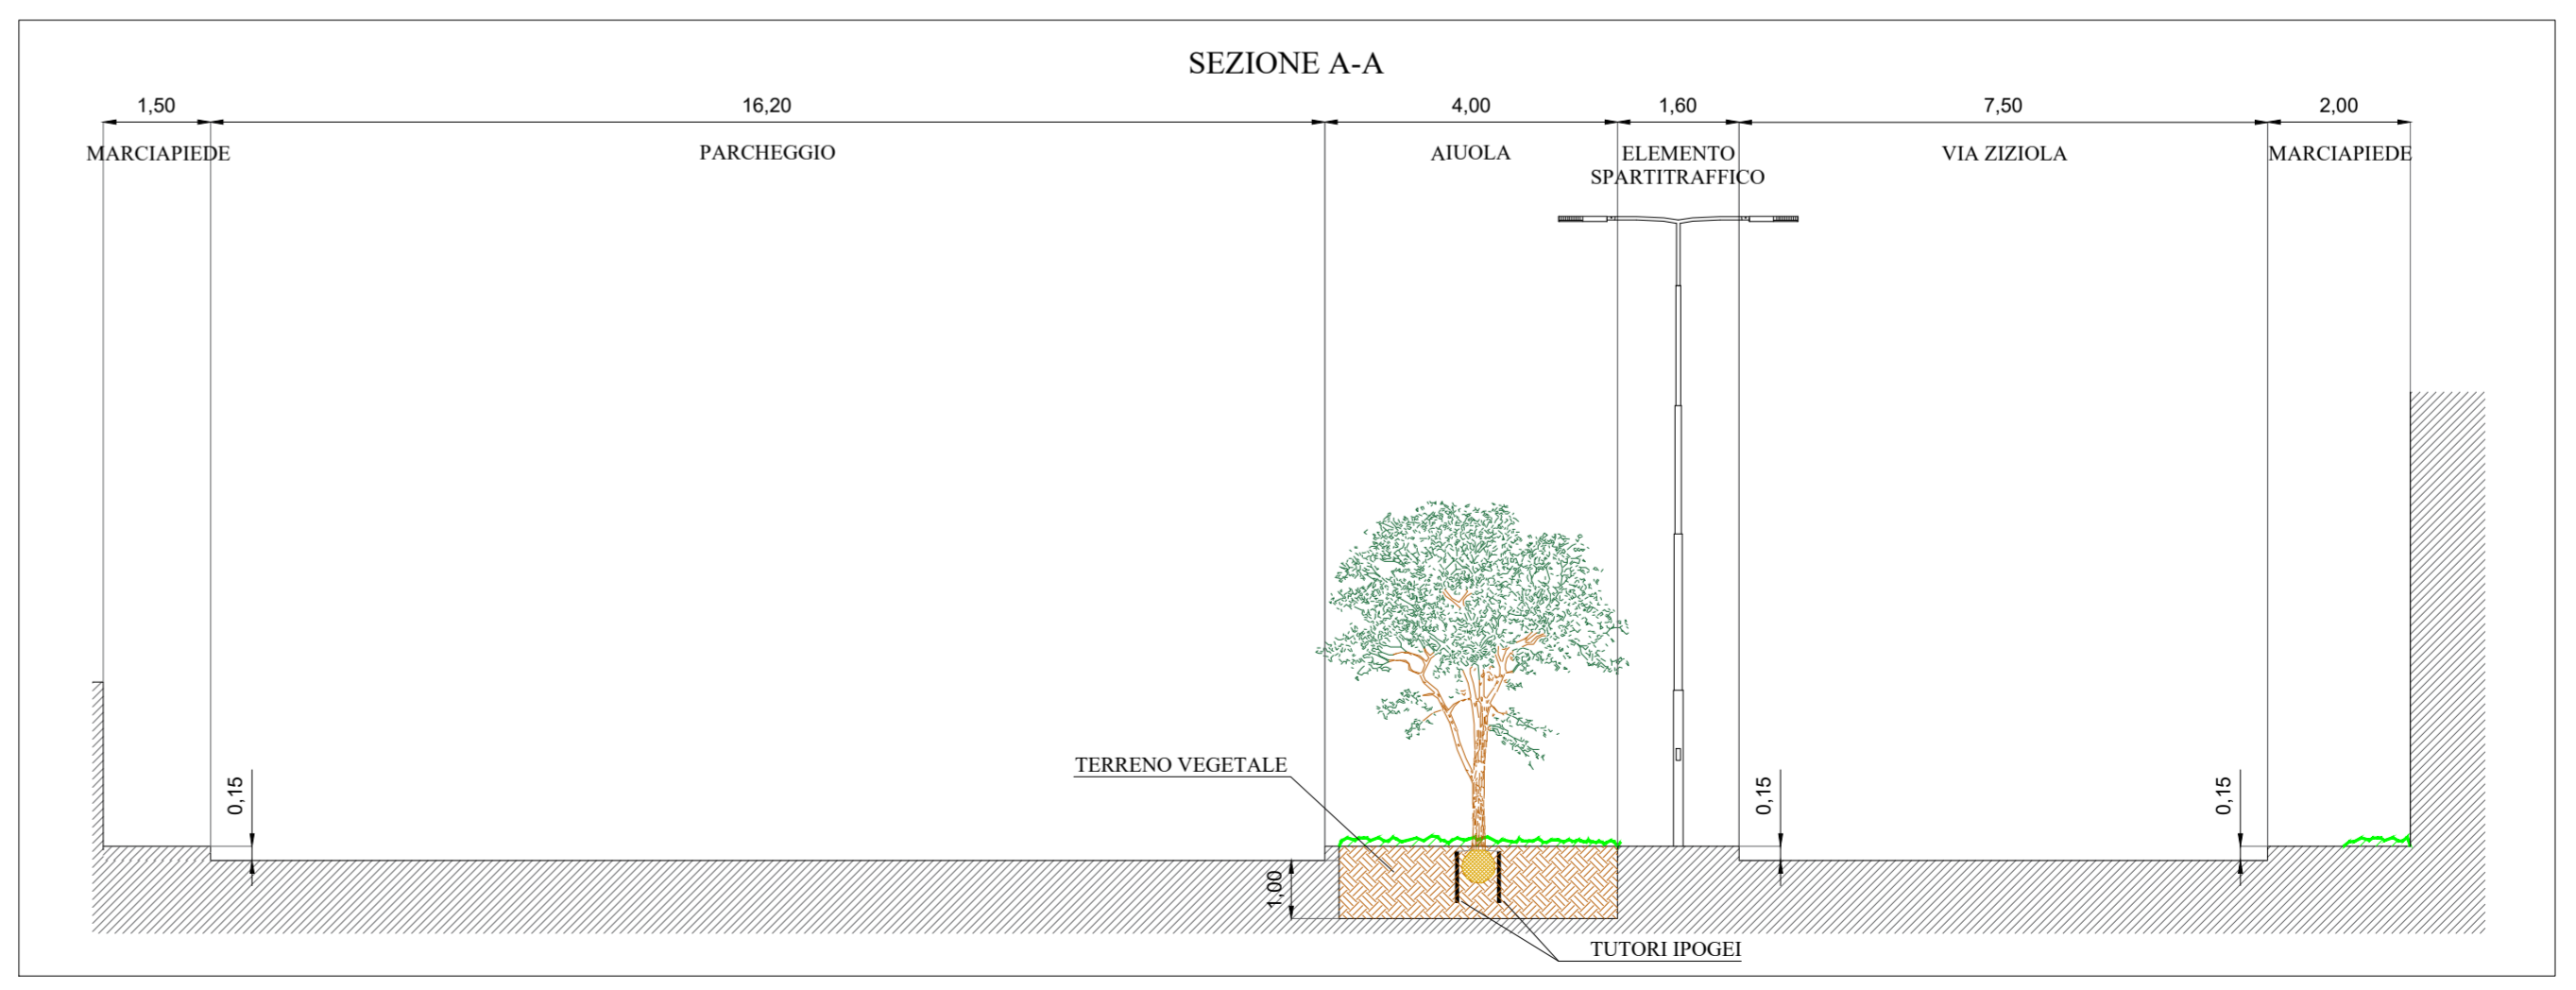 SEZIONE A-A
1,50
16,20
4,00
1,60
7,50
2,00
MARCIAPIEDE
PARCHEGGIO
AIUOLA
ELEMENTO
SPARTITRAFFICO
VIA ZIZIOLA
MARCIAPIEDE
TERRENO VEGETALE
0,15
0,15
0,15
1,00
TUTORI IPOGEI